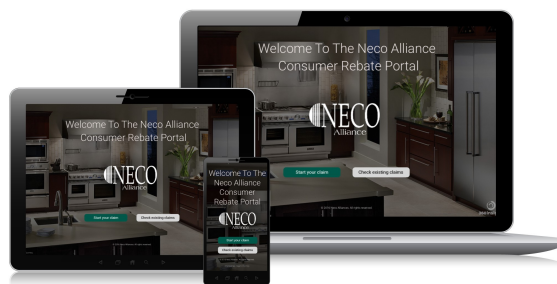 Welcome To The Neco Alliance
Consumer Rebate Portal
NECO
Alliance
Start your claim
Check existing claims
Welcome To The Neco Alliance
Consumer Rebate Portal
NECO
Alliance
Start your claim
Check existing claims
Welcome To The
Neco Alliance
Consumer
Rebate Portal
NECO
Alliance
Start your claim
Check existing claims